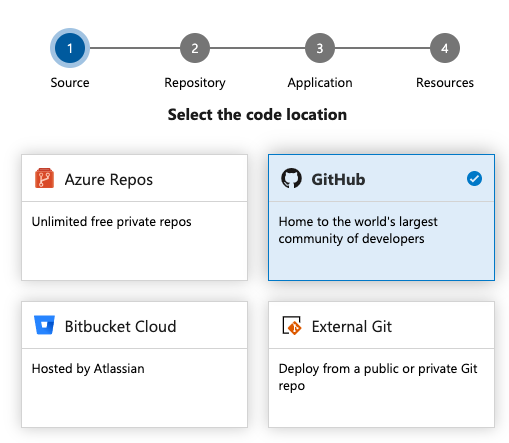 1 2 3 4
Source Repository Application Resources
Select the code location
Azure Repos
Unlimited free private repos
GitHub
Home to the world's largest
community of developers
Bitbucket Cloud
Hosted by Atlassian
External Git
Deploy from a public or private Git
repo